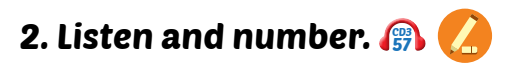 2. Listen and number. CD3
57